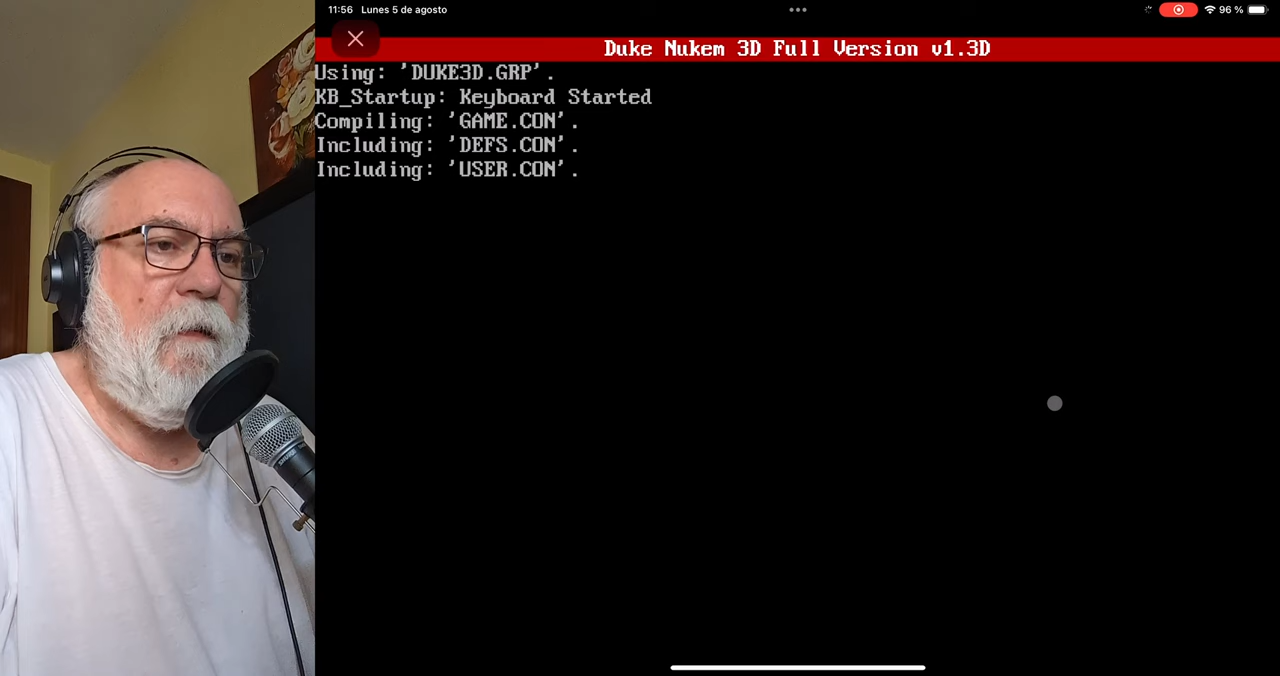 11:56 Lunes 5 de agosto
96 %
Duke Nukem 3D Full Version v1.3D
Using: 'DUKE3D.GRP'.
KB_Startup: Keyboard Started
Compiling: 'GAME.CON'.
Including: 'DEFS.CON'.
Including: 'USER.CON'.